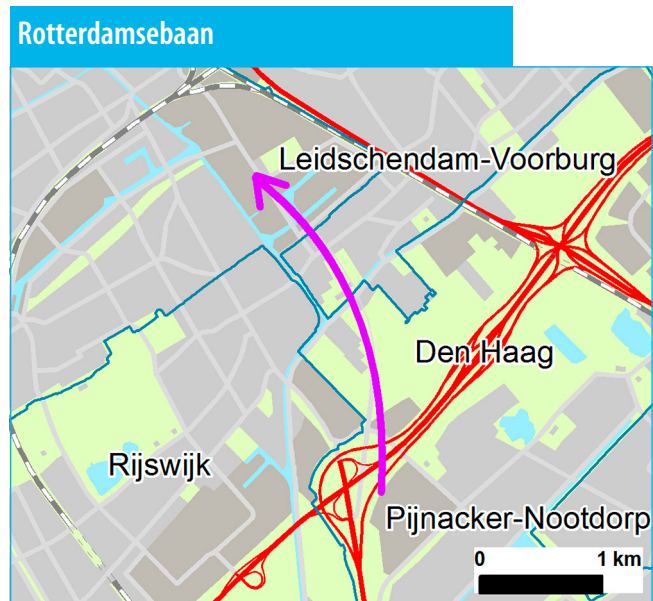 Rotterdamsebaan
Leidschendam-Voorburg
Den Haag
Rijswijk
Pijnacker-Nootdorp
0 1 km